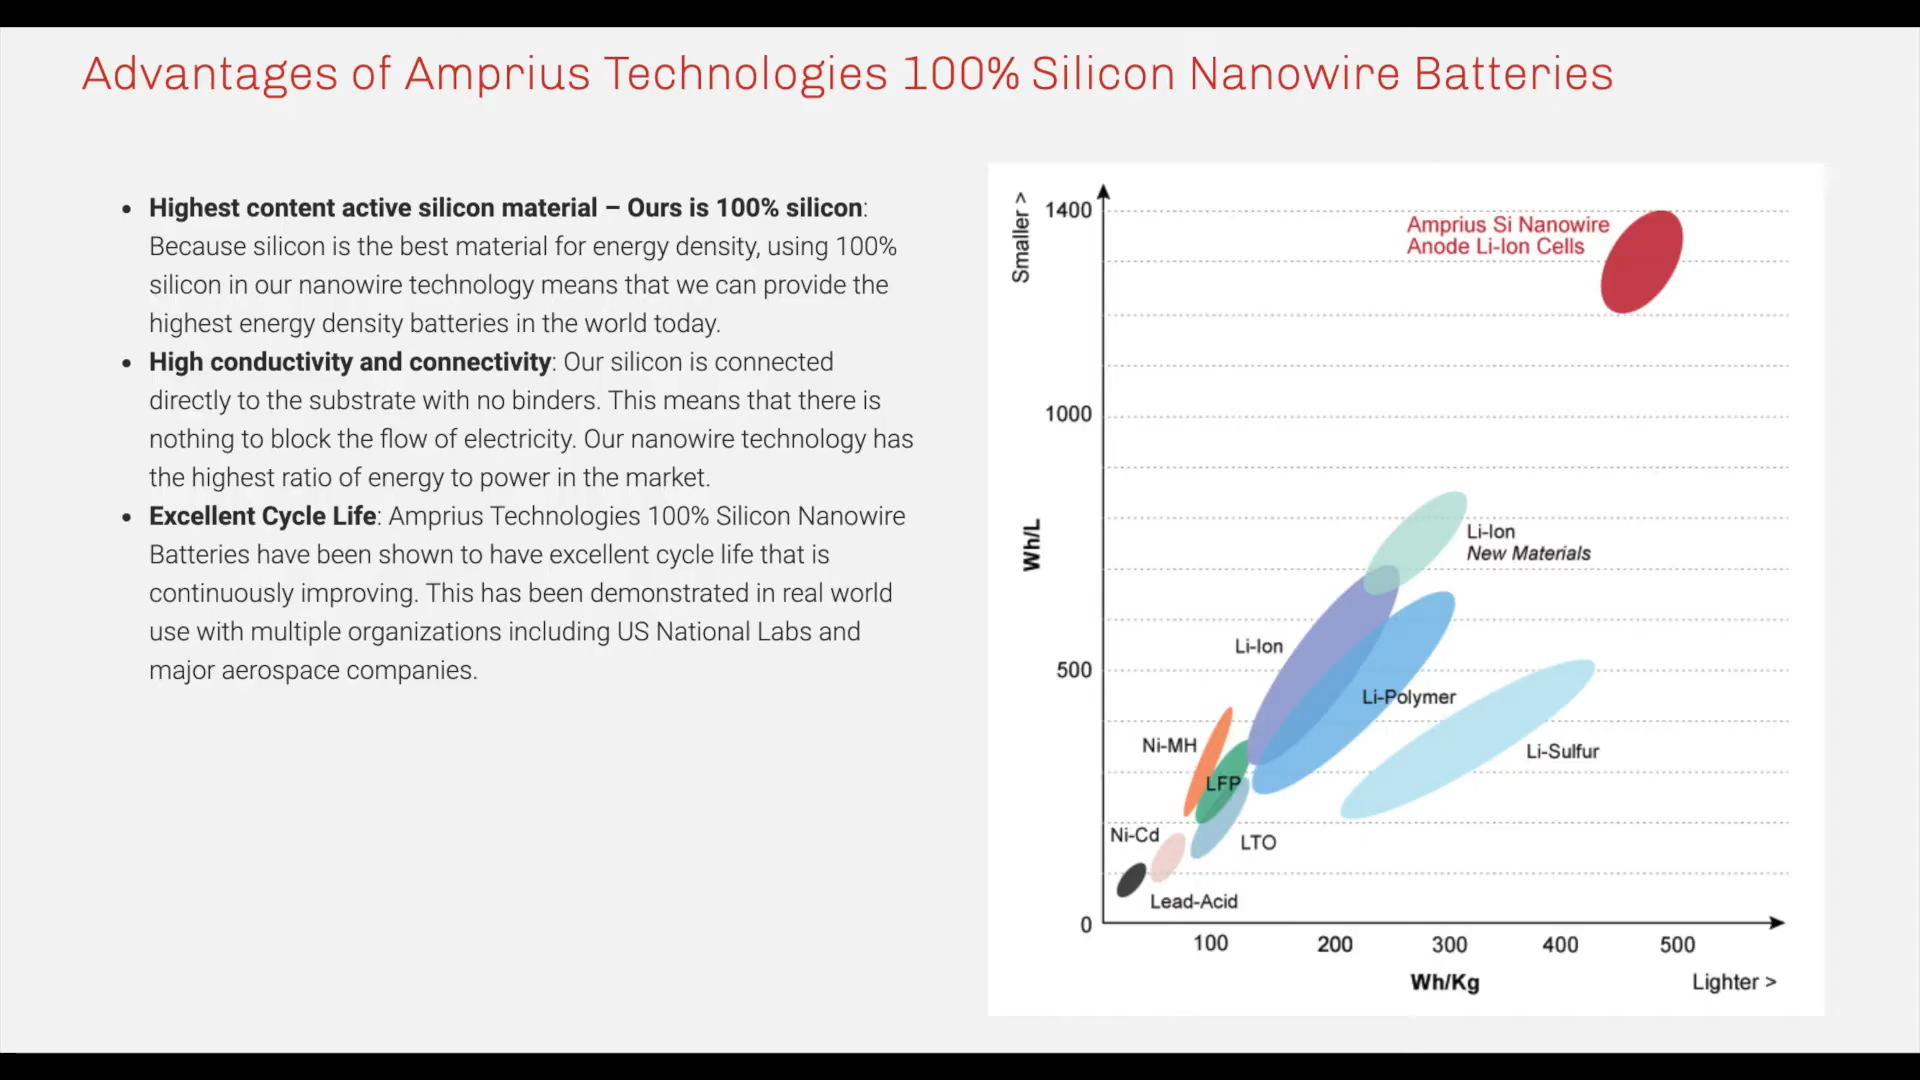 Advantages of Amprius Technologies 100% Silicon Nanowire Batteries
• Highest content active silicon material – Ours is 100% silicon:
Because silicon is the best material for energy density, using 100%
silicon in our nanowire technology means that we can provide the
highest energy density batteries in the world today.
• High conductivity and connectivity: Our silicon is connected
directly to the substrate with no binders. This means that there is
nothing to block the flow of electricity. Our nanowire technology has
the highest ratio of energy to power in the market.
• Excellent Cycle Life: Amprius Technologies 100% Silicon Nanowire
Batteries have been shown to have excellent cycle life that is
continuously improving. This has been demonstrated in real world
use with multiple organizations including US National Labs and
major aerospace companies.
Smaller >
1400
Amprius Si Nanowire
Anode Li-Ion Cells
1000
Wh/L
Li-Ion
New Materials
Li-Ion
500
Li-Polymer
Ni-MH
Li-Sulfur
LFP
Ni-Cd
LTO
Lead-Acid
0
100 200 300 400 500
Wh/Kg
Lighter >